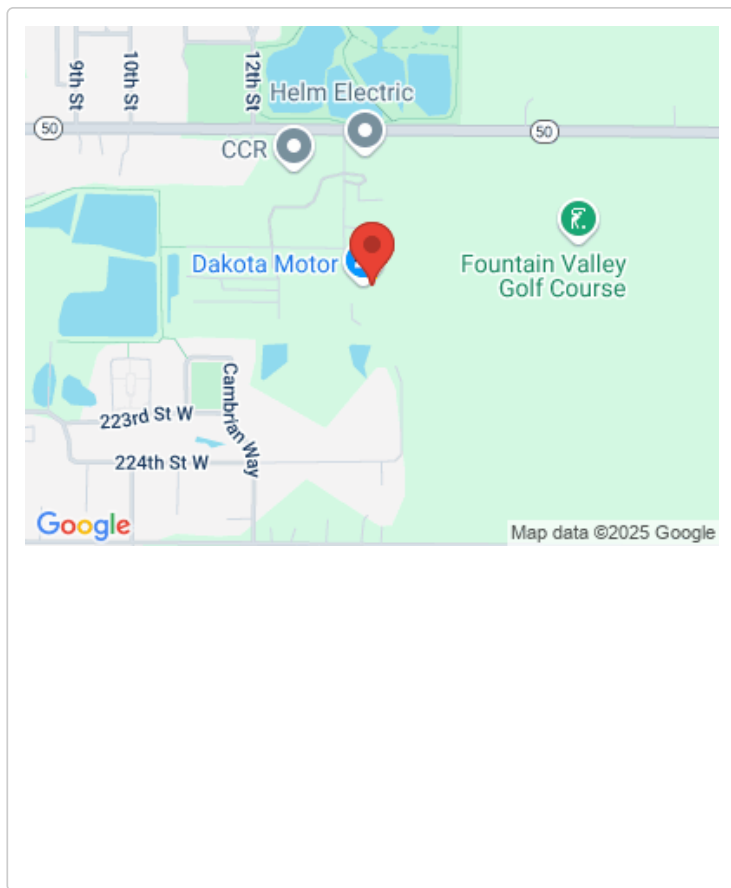 9th St
10th St
12th St
Helm Electric
50
50
CCR
Dakota Motor
Fountain Valley
Golf Course
Cambrian Way
223rd St W
224th St W
Google
Map data ©2025 Google